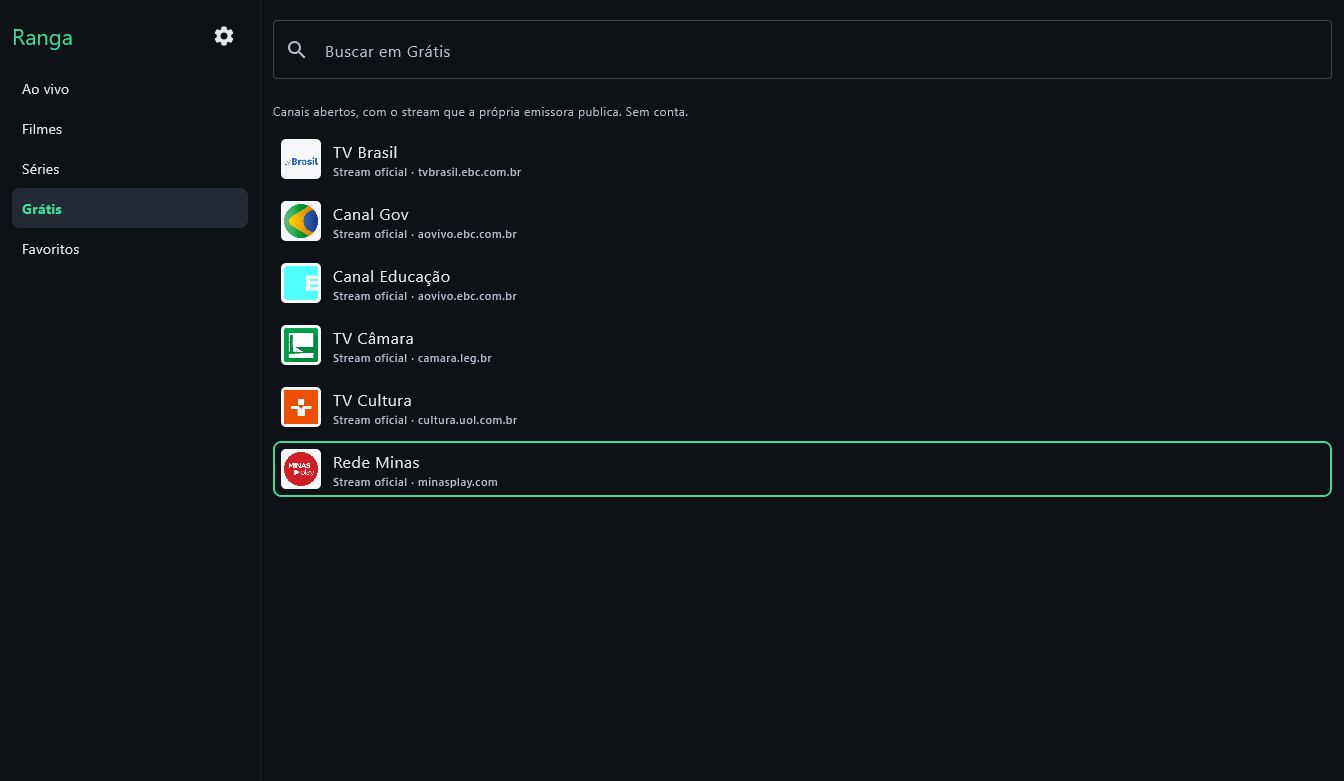 Ranga
Ao vivo
Filmes
Séries
Grátis
Favoritos
Buscar em Grátis
Canais abertos, com o stream que a própria emissora publica. Sem conta.
Brasil
TV Brasil
Stream oficial · tvbrasil.ebc.com.br
Canal Gov
Stream oficial · aovivo.ebc.com.br
E
Canal Educação
Stream oficial · aovivo.ebc.com.br
TV Câmara
Stream oficial · camara.leg.br
TV Cultura
Stream oficial · cultura.uol.com.br
MINAS
play
Rede Minas
Stream oficial · minasplay.com